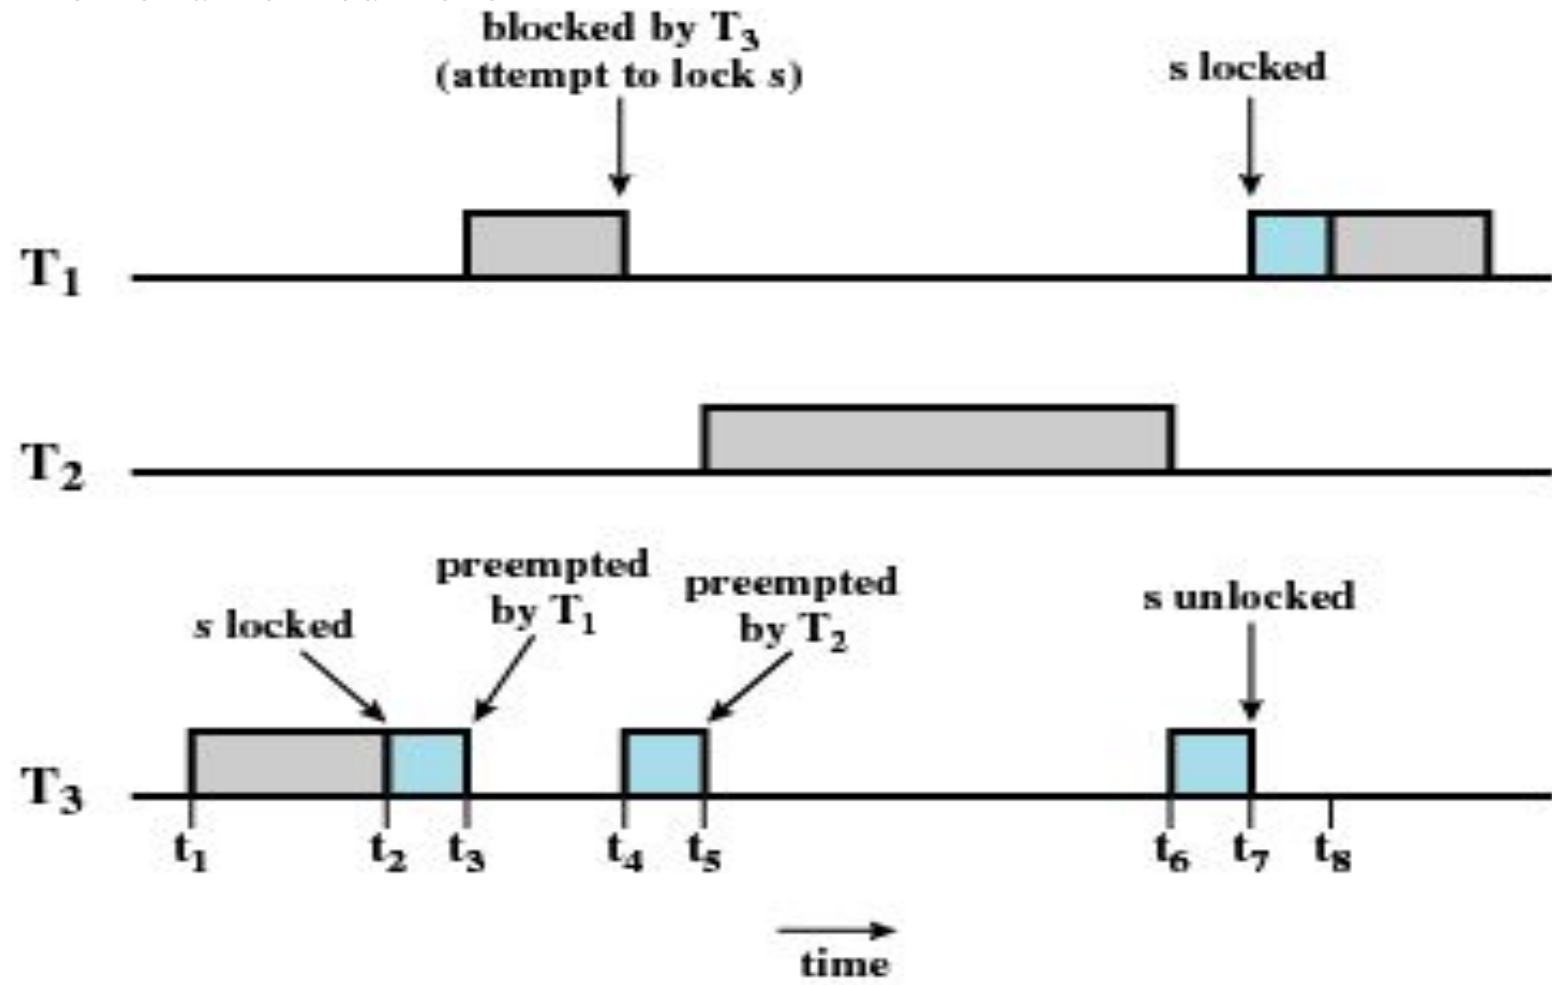 blocked by T3
(attempt to lock s)
s locked
T1
T2
preempted
by T1
preempted
by T2
s locked
s unlocked
T3
t1 t2 t3 t4 t5 t6 t7 t8
time